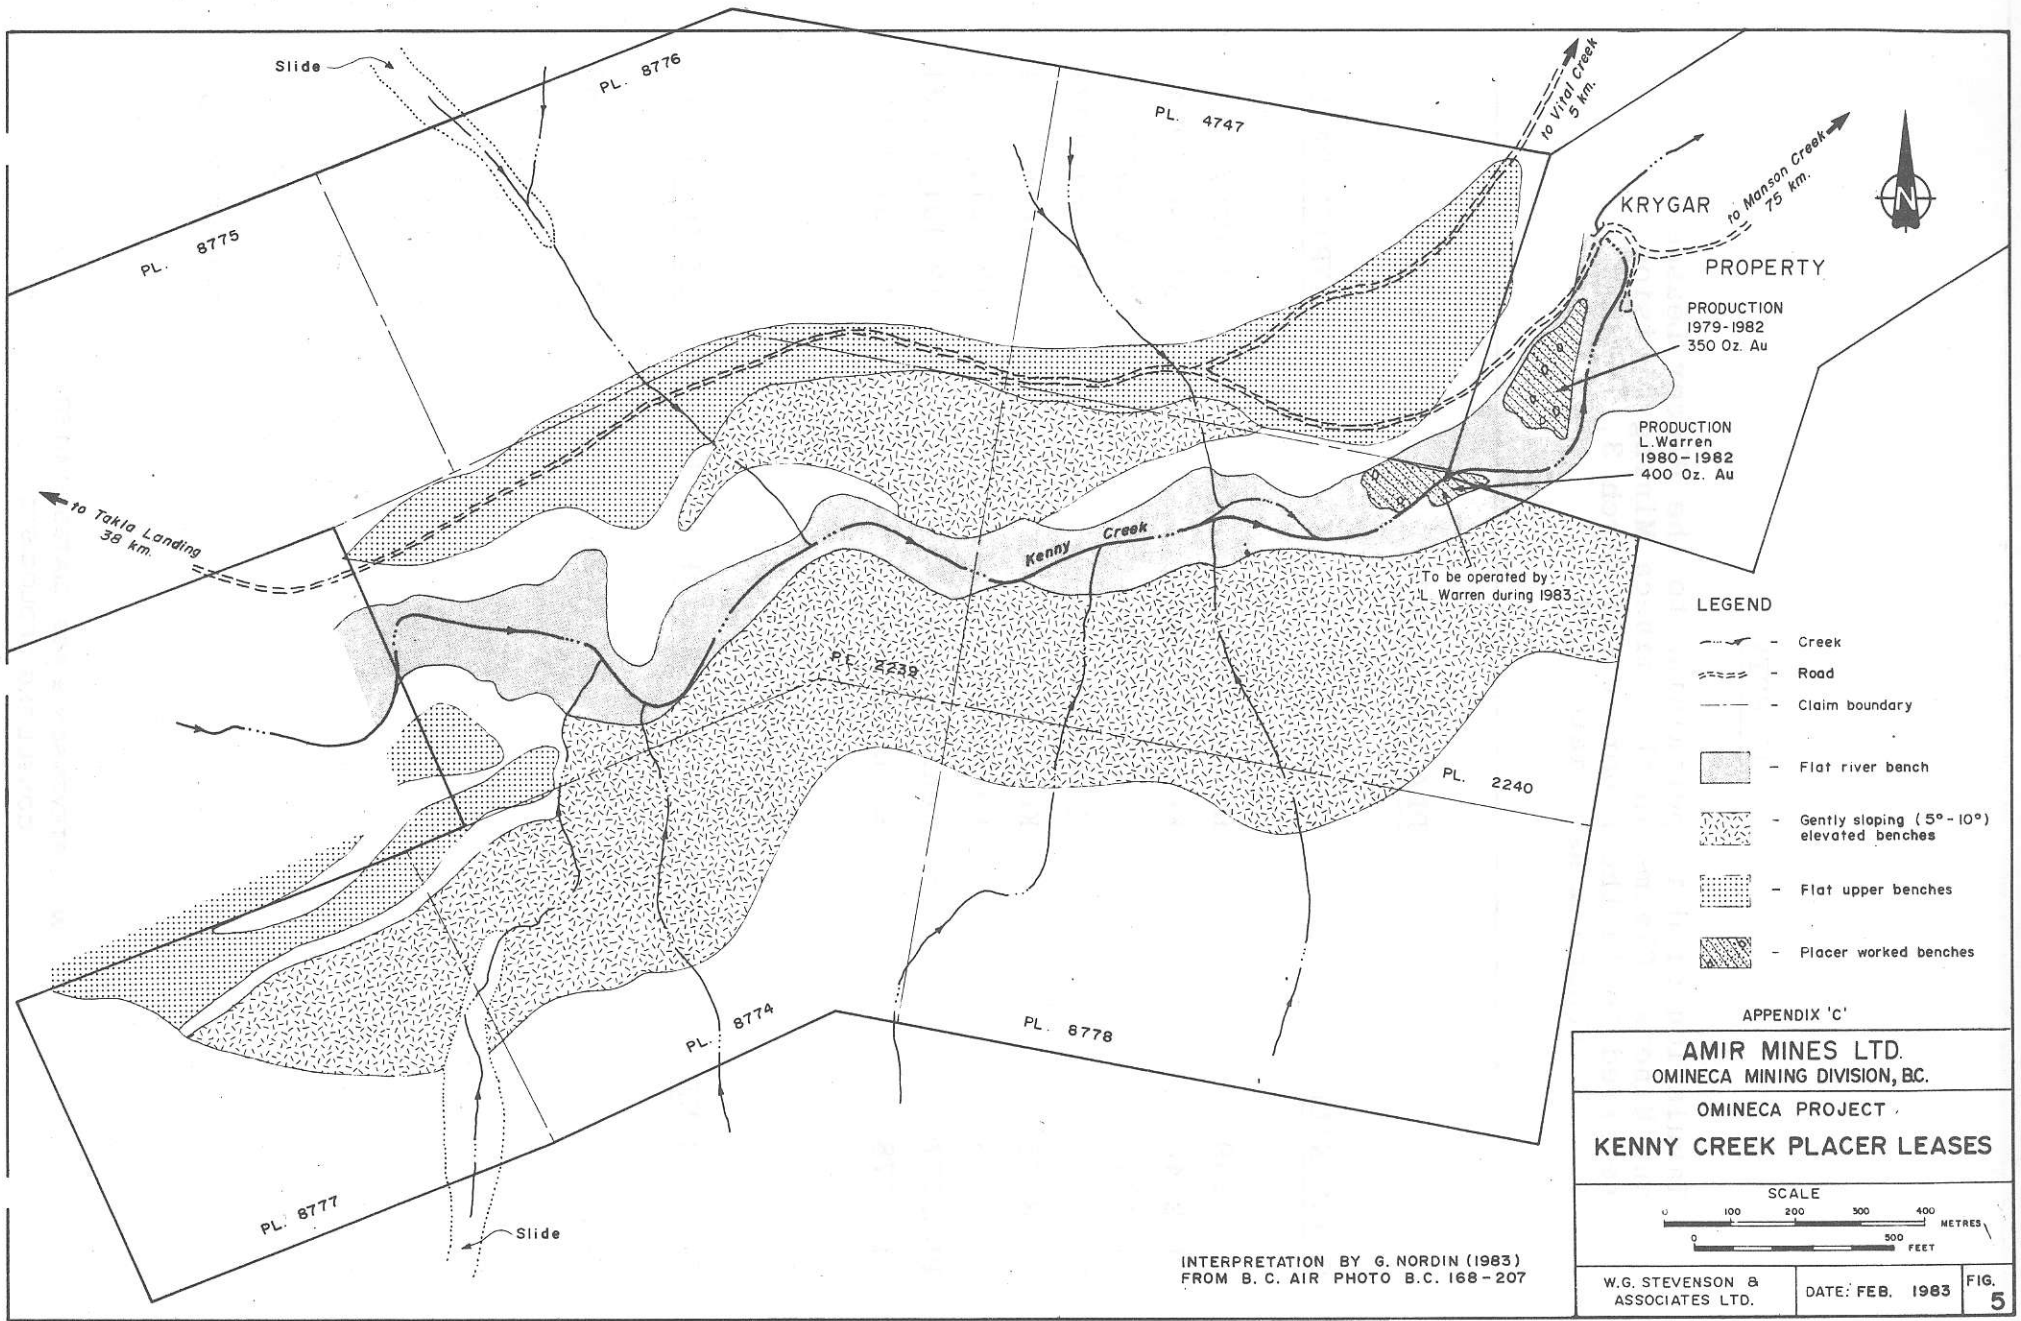 Slide
PL. 8776
PL. 4747
to Vital Creek
5 km.
PL. 8775
KRYGAR
PROPERTY
to Manson Creek
75 km.
N
PRODUCTION
1979-1982
350 Oz. Au
PRODUCTION
L. Warren
1980-1982
400 Oz. Au
to Takla Landing
38 km.
Kenny Creek
To be operated by
L. Warren during 1983
PL. 2239
PL. 2240
PL. 8774
PL. 8778
PL. 8777
Slide
LEGEND
- Creek
- Road
- Claim boundary
- Flat river bench
- Gently sloping (5°-10°)
elevated benches
- Flat upper benches
- Placer worked benches
APPENDIX 'C'
AMIR MINES LTD.
OMINECA MINING DIVISION, B.C.
OMINECA PROJECT
KENNY CREEK PLACER LEASES
SCALE
0 100 200 300 400 METRES
0 500 FEET
INTERPRETATION BY G. NORDIN (1983)
FROM B.C. AIR PHOTO B.C. 168-207
W.G. STEVENSON &
ASSOCIATES LTD.
DATE: FEB. 1983
FIG.
5